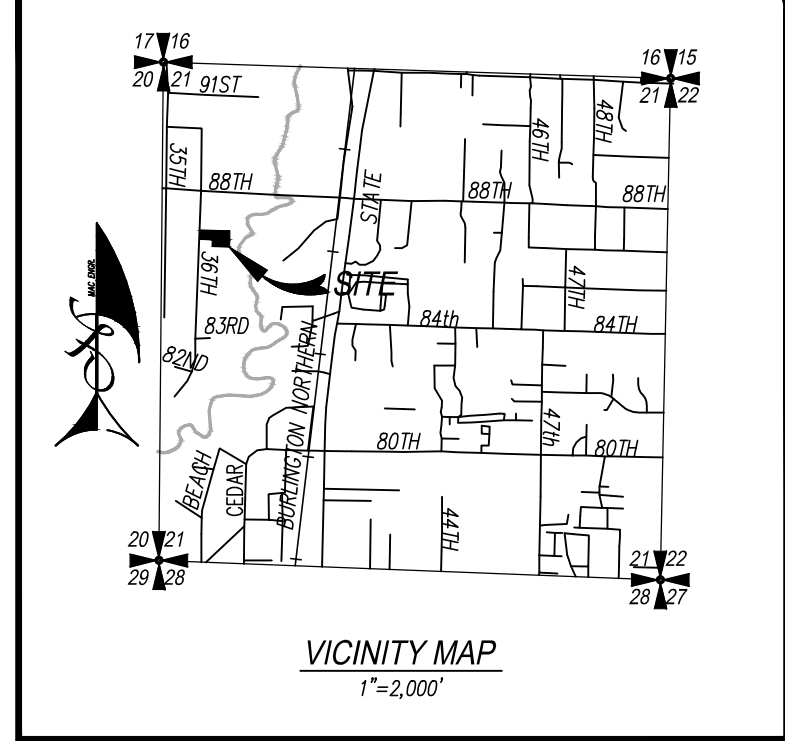 17 16
20 21
16 15
21 22
91ST
35TH
46TH
48TH
88TH
STATE
88TH
88TH
36TH
SITE
47TH
MAC ENGR.
83RD
84th
84TH
82ND
BURLINGTON NORTHERN
80TH
47th
80TH
BEACH
CEDAR
44TH
20 21
29 28
21 22
28 27
VICINITY MAP
1"=2,000'